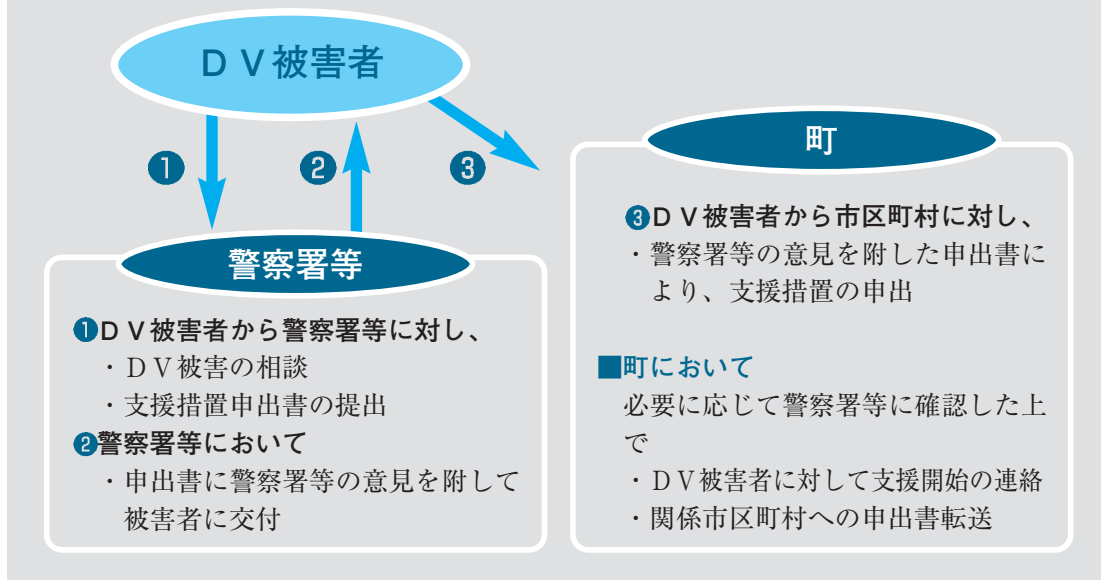 ＤＶ被害者
❶
❷
❸
警察署等
❶ＤＶ被害者から警察署等に対し、
・ＤＶ被害の相談
・支援措置申出書の提出
❷警察署等において
・申出書に警察署等の意見を附して
被害者に交付
町
❸ＤＶ被害者から市区町村に対し、
・警察署等の意見を附した申出書に
より、支援措置の申出
■町において
必要に応じて警察署等に確認した上
で
・ＤＶ被害者に対して支援開始の連絡
・関係市区町村への申出書転送